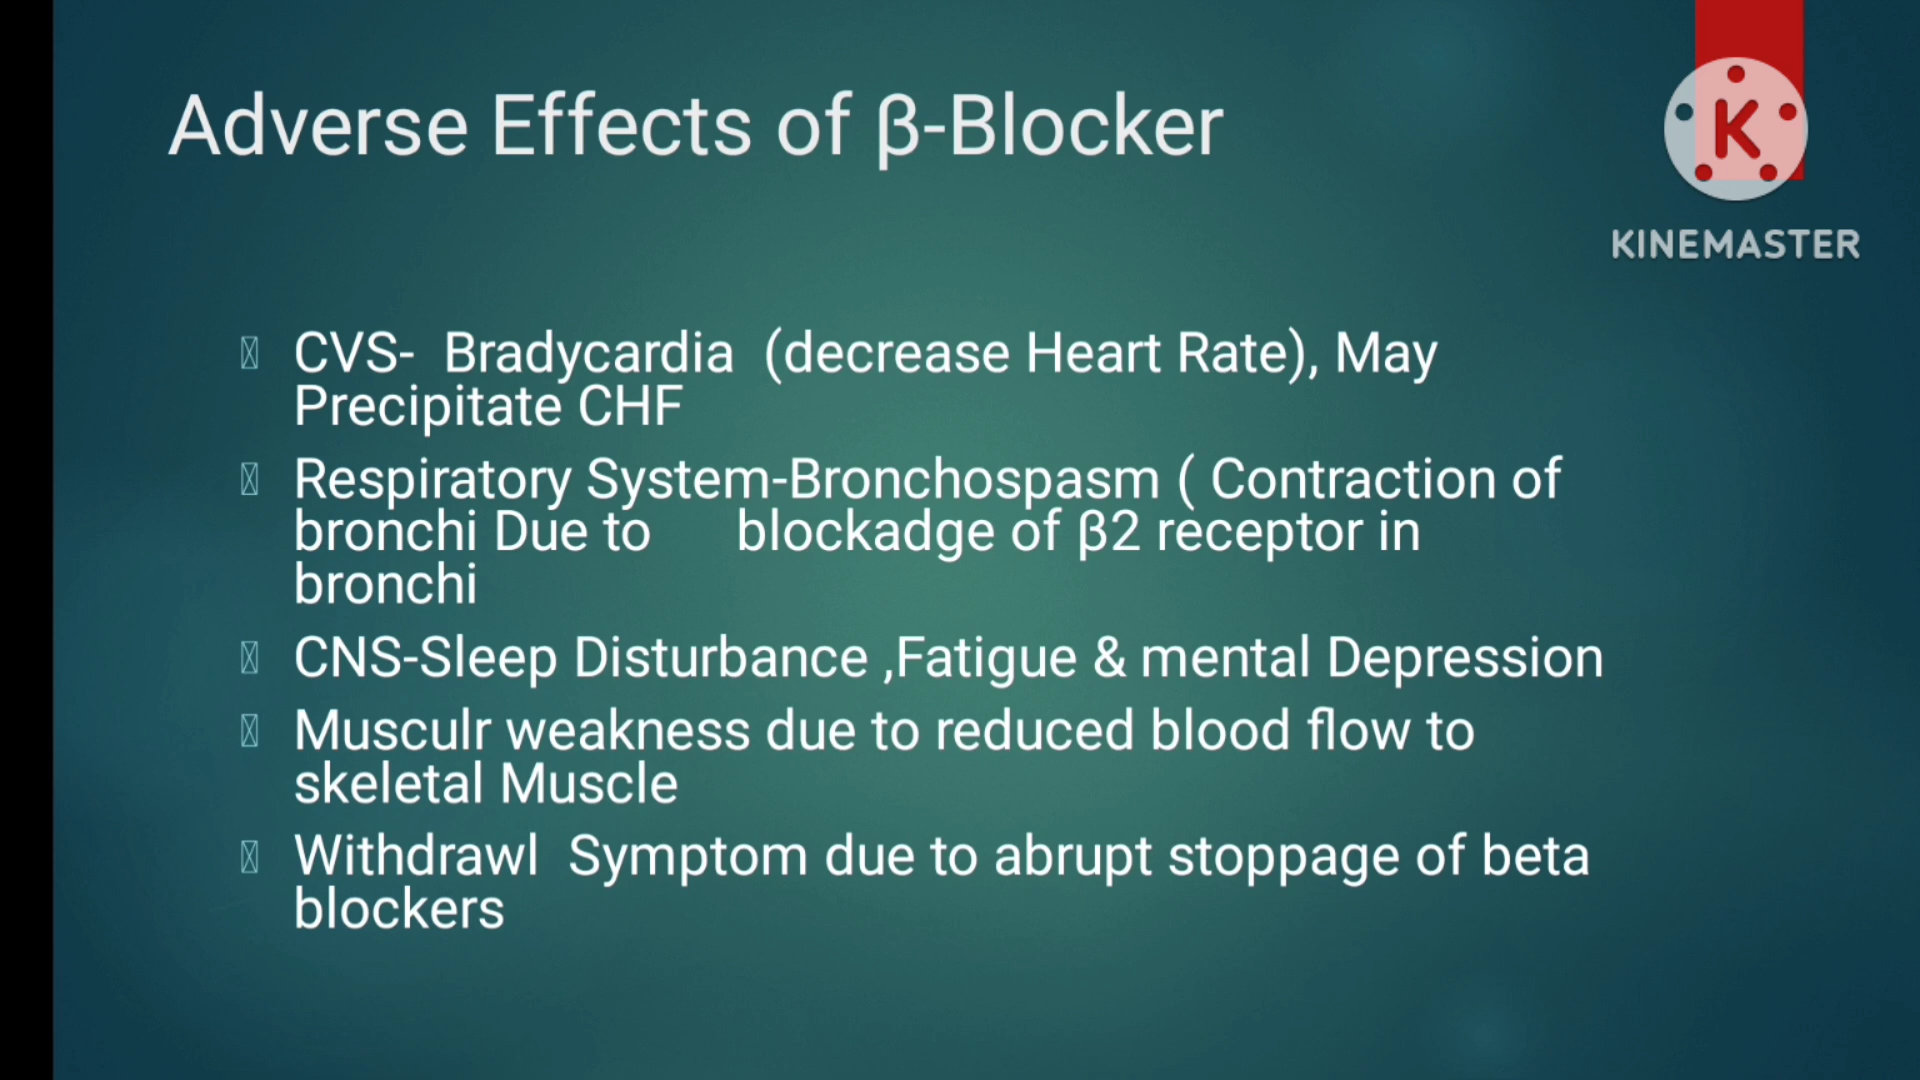 Adverse Effects of β-Blocker
K
KINEMASTER
CVS-  Bradycardia  (decrease Heart Rate), May
Precipitate CHF
Respiratory System-Bronchospasm ( Contraction of
bronchi Due to      blockadge of β2 receptor in
bronchi
CNS-Sleep Disturbance ,Fatigue & mental Depression
Musculr weakness due to reduced blood flow to
skeletal Muscle
Withdrawl  Symptom due to abrupt stoppage of beta
blockers